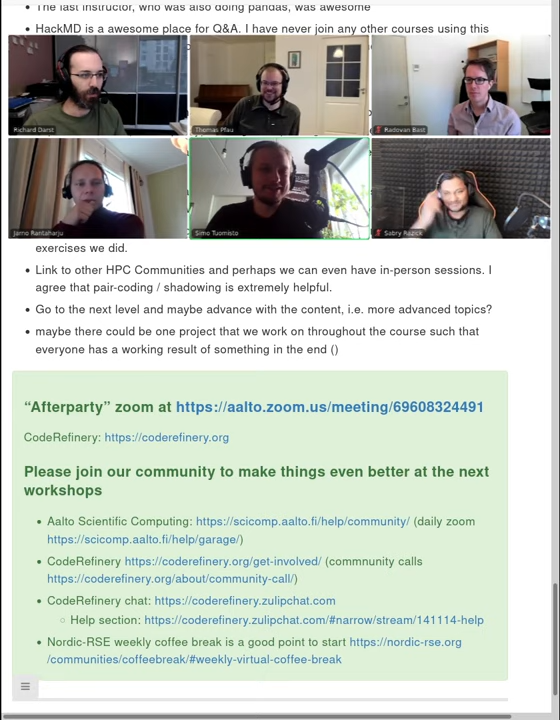 The last instructor, who was also doing pandas, was awesome
HackMD is a awesome place for Q&A. I have never join any other courses using this
Richard Darst
Thomas Pfau
Radovan Bast
Jarno Rantaharju
Simo Tuomisto
Sabry Razick
exercises we did.
Link to other HPC Communities and perhaps we can even have in-person sessions. I
agree that pair-coding / shadowing is extremely helpful.
Go to the next level and maybe advance with the content, i.e. more advanced topics?
maybe there could be one project that we work on throughout the course such that
everyone has a working result of something in the end ()
“Afterparty” zoom at https://aalto.zoom.us/meeting/69608324491
CodeRefinery: https://coderefinery.org
Please join our community to make things even better at the next
workshops
Aalto Scientific Computing: https://scicomp.aalto.fi/help/community/ (daily zoom
https://scicomp.aalto.fi/help/garage/)
CodeRefinery https://coderefinery.org/get-involved/ (commnunity calls
https://coderefinery.org/about/community-call/)
CodeRefinery chat: https://coderefinery.zulipchat.com
Help section: https://coderefinery.zulipchat.com/#narrow/stream/141114-help
Nordic-RSE weekly coffee break is a good point to start https://nordic-rse.org
/communities/coffeebreak/#weekly-virtual-coffee-break